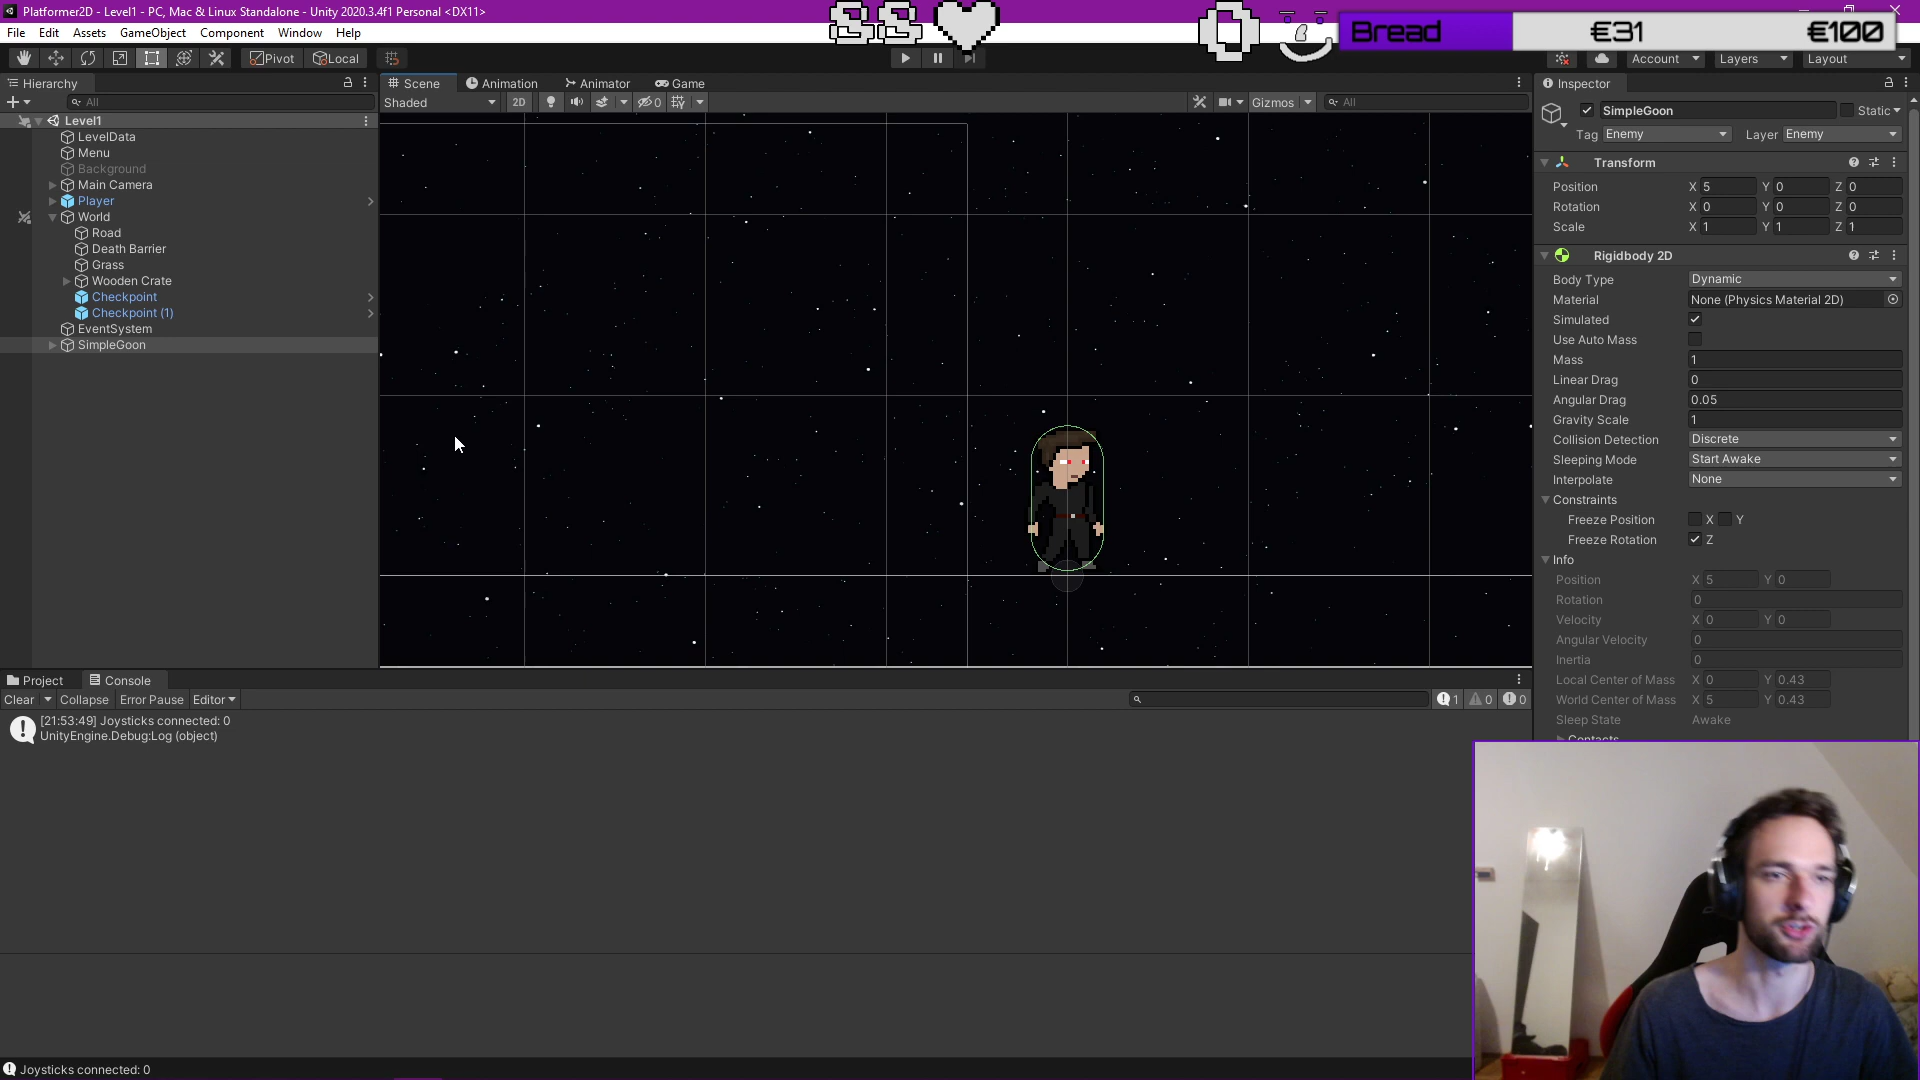 Platformer2D - Level1 - PC, Mac & Linux Standalone - Unity 2020.3.4f1 Personal <DX11>
File Edit Assets GameObject Component Window Help
Bread €31 €100
Pivot Local
Account Layers Layout
Hierarchy
All
Level1
LevelData
Menu
Background
Main Camera
Player
World
Road
Death Barrier
Grass
Wooden Crate
Checkpoint
Checkpoint (1)
EventSystem
SimpleGoon
Scene Animation Animator Game
Shaded 2D 0 Gizmos All
Inspector
SimpleGoon Static
Tag Enemy Layer Enemy
Transform
Position X 5 Y 0 Z 0
Rotation X 0 Y 0 Z 0
Scale X 1 Y 1 Z 1
Rigidbody 2D
Body Type Dynamic
Material None (Physics Material 2D)
Simulated
Use Auto Mass
Mass 1
Linear Drag 0
Angular Drag 0.05
Gravity Scale 1
Collision Detection Discrete
Sleeping Mode Start Awake
Interpolate None
Constraints
Freeze Position X Y
Freeze Rotation Z
Info
Position X 5 Y 0
Rotation 0
Velocity X 0 Y 0
Angular Velocity 0
Inertia 0
Local Center of Mass X 0 Y 0.43
World Center of Mass X 5 Y 0.43
Sleep State Awake
Contacts
Project Console
Clear Collapse Error Pause Editor
1 0 0
[21:53:49] Joysticks connected: 0
UnityEngine.Debug:Log (object)
Joysticks connected: 0